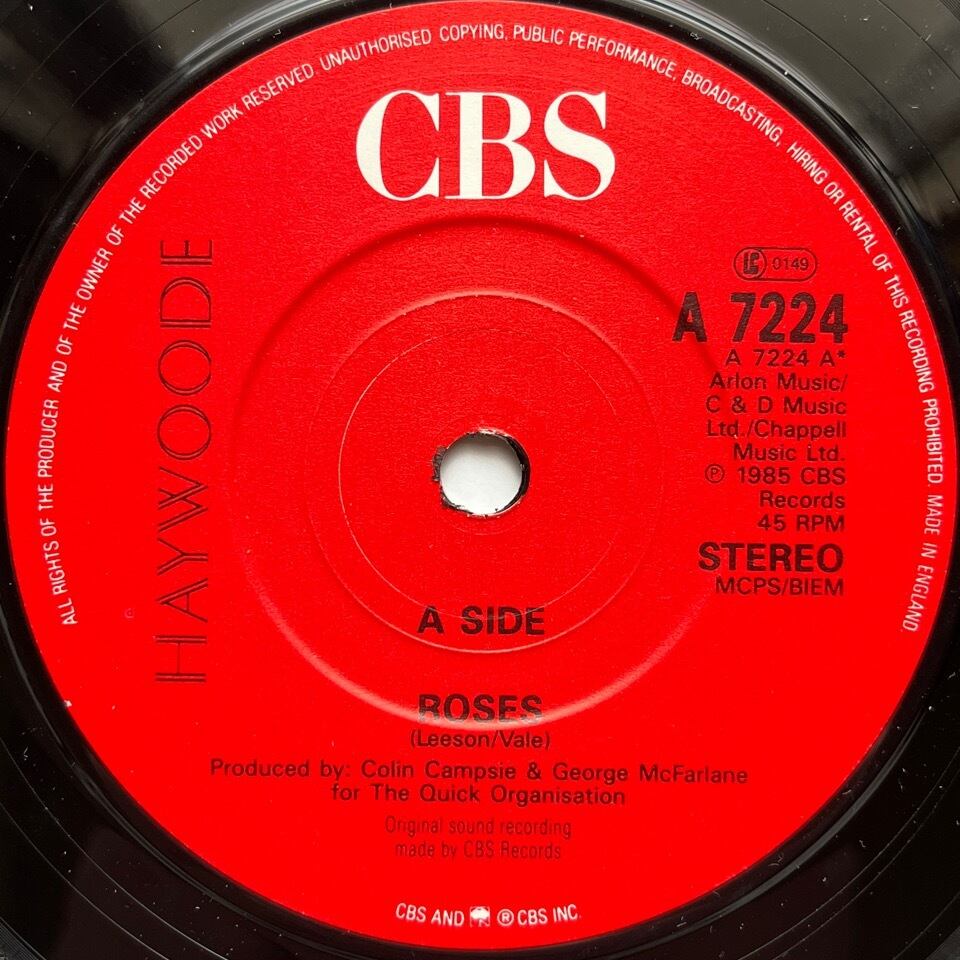 ALL RIGHTS OF THE PRODUCER AND OF THE OWNER OF THE RECORDED WORK RESERVED. UNAUTHORISED COPYING, PUBLIC PERFORMANCE, BROADCASTING, HIRING OR RENTAL OF THIS RECORDING PROHIBITED. MADE IN ENGLAND.
CBS
HAYWOODE
LC 0149
A 7224
A 7224 A*
Arlon Music/
C & D Music
Ltd./Chappell
Music Ltd.
℗ 1985 CBS
Records
45 RPM
STEREO
MCPS/BIEM
A SIDE
ROSES
(Leeson/Vale)
Produced by: Colin Campsie & George McFarlane
for The Quick Organisation
Original sound recording
made by CBS Records
CBS AND ® CBS INC.